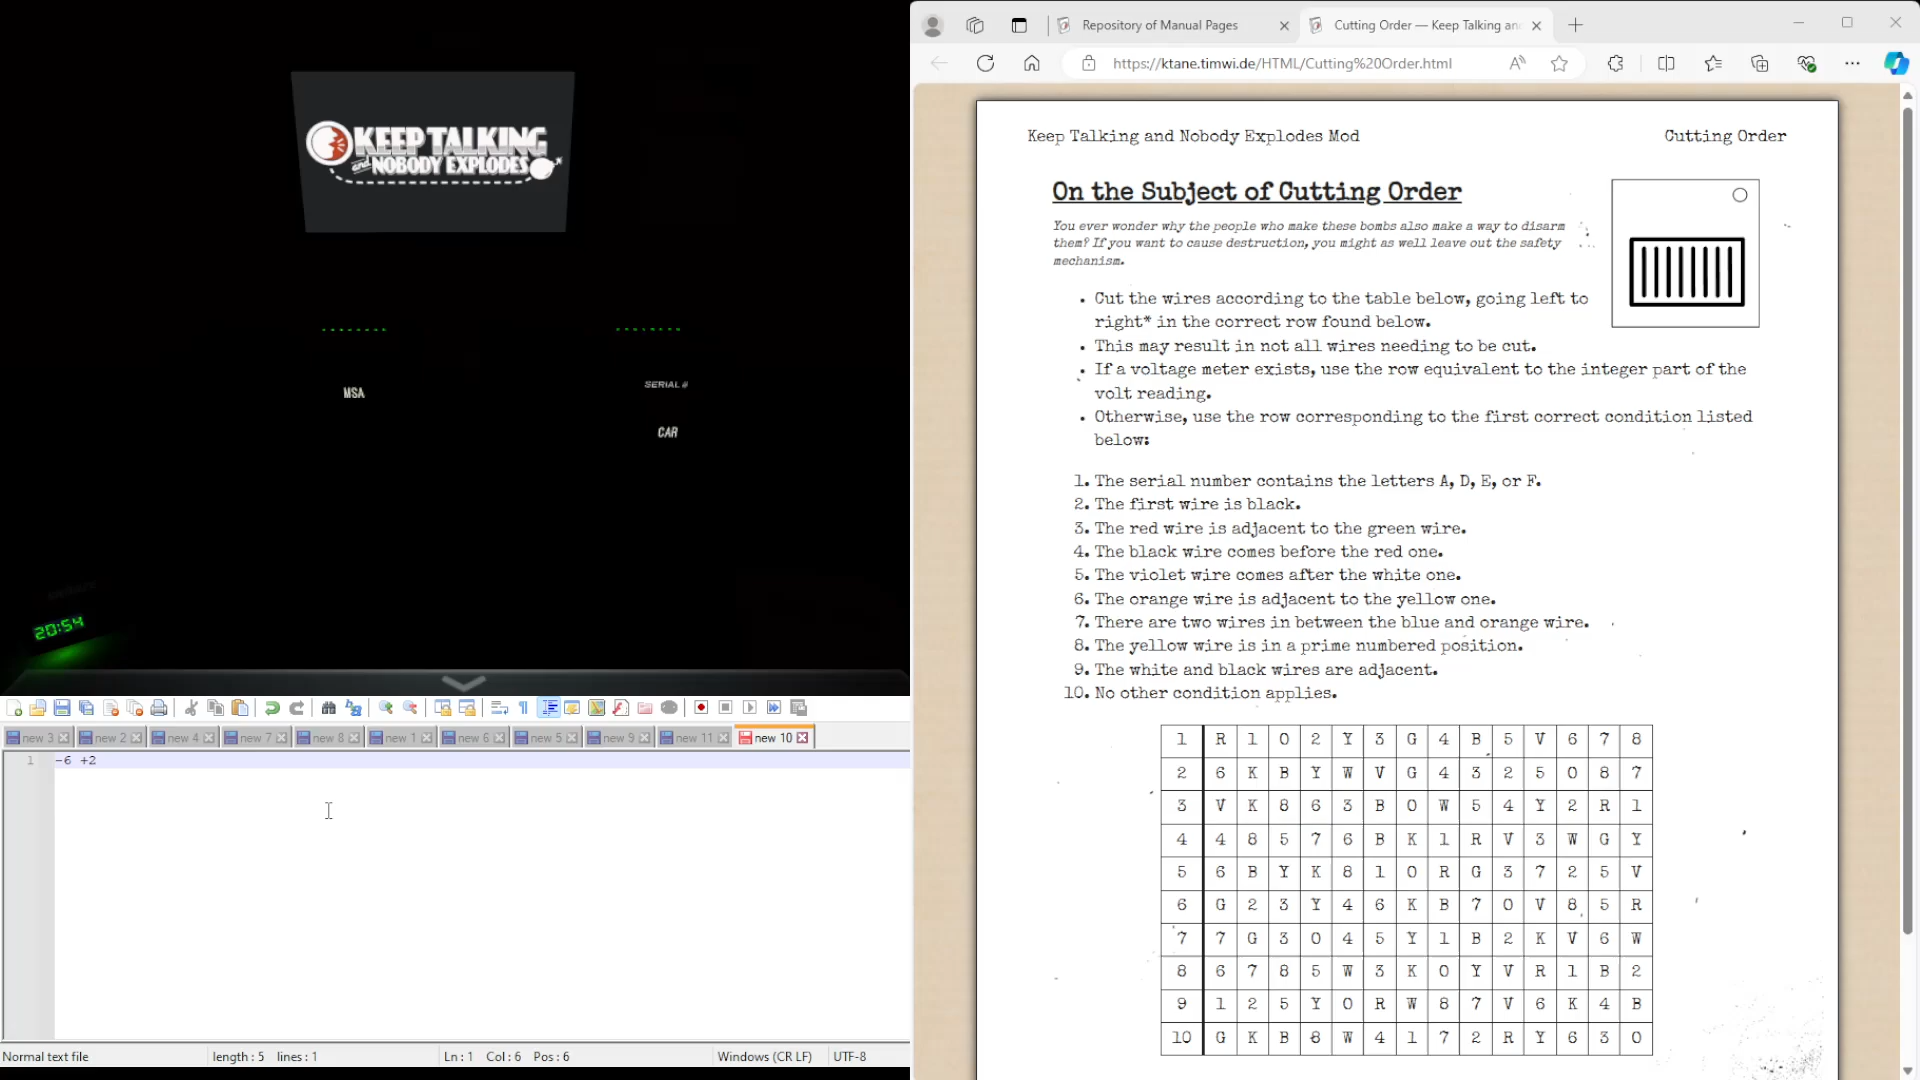 KEEP TALKING
and NOBODY EXPLODES
MSA
SERIAL #
CAR
20:54
new 3
new 2
new 4
new 7
new 8
new 1
new 6
new 5
new 9
new 11
new 10
1
-6 +2
Normal text file
length : 5 lines : 1
Ln : 1 Col : 6 Pos : 6
Windows (CR LF)
UTF-8
Repository of Manual Pages
Cutting Order — Keep Talking an
https://ktane.timwi.de/HTML/Cutting%20Order.html
Keep Talking and Nobody Explodes Mod
Cutting Order
On the Subject of Cutting Order
You ever wonder why the people who make these bombs also make a way to disarm
them? If you want to cause destruction, you might as well leave out the safety
mechanism.
• Cut the wires according to the table below, going left to
right* in the correct row found below.
• This may result in not all wires needing to be cut.
• If a voltage meter exists, use the row equivalent to the integer part of the
volt reading.
• Otherwise, use the row corresponding to the first correct condition listed
below:
1. The serial number contains the letters A, D, E, or F.
2. The first wire is black.
3. The red wire is adjacent to the green wire.
4. The black wire comes before the red one.
5. The violet wire comes after the white one.
6. The orange wire is adjacent to the yellow one.
7. There are two wires in between the blue and orange wire.
8. The yellow wire is in a prime numbered position.
9. The white and black wires are adjacent.
10. No other condition applies.
1 R 1 O 2 Y 3 G 4 B 5 V 6 7 8
2 6 K B Y W V G 4 3 2 5 O 8 7
3 V K 8 6 3 B O W 5 4 Y 2 R 1
4 4 8 5 7 6 B K 1 R V 3 W G Y
5 6 B Y K 8 1 O R G 3 7 2 5 V
6 G 2 3 Y 4 6 K B 7 O V 8 5 R
7 7 G 3 O 4 5 Y 1 B 2 K V 6 W
8 6 7 8 5 W 3 K O Y V R 1 B 2
9 1 2 5 Y O R W 8 7 V 6 K 4 B
10 G K B 8 W 4 1 7 2 R Y 6 3 O